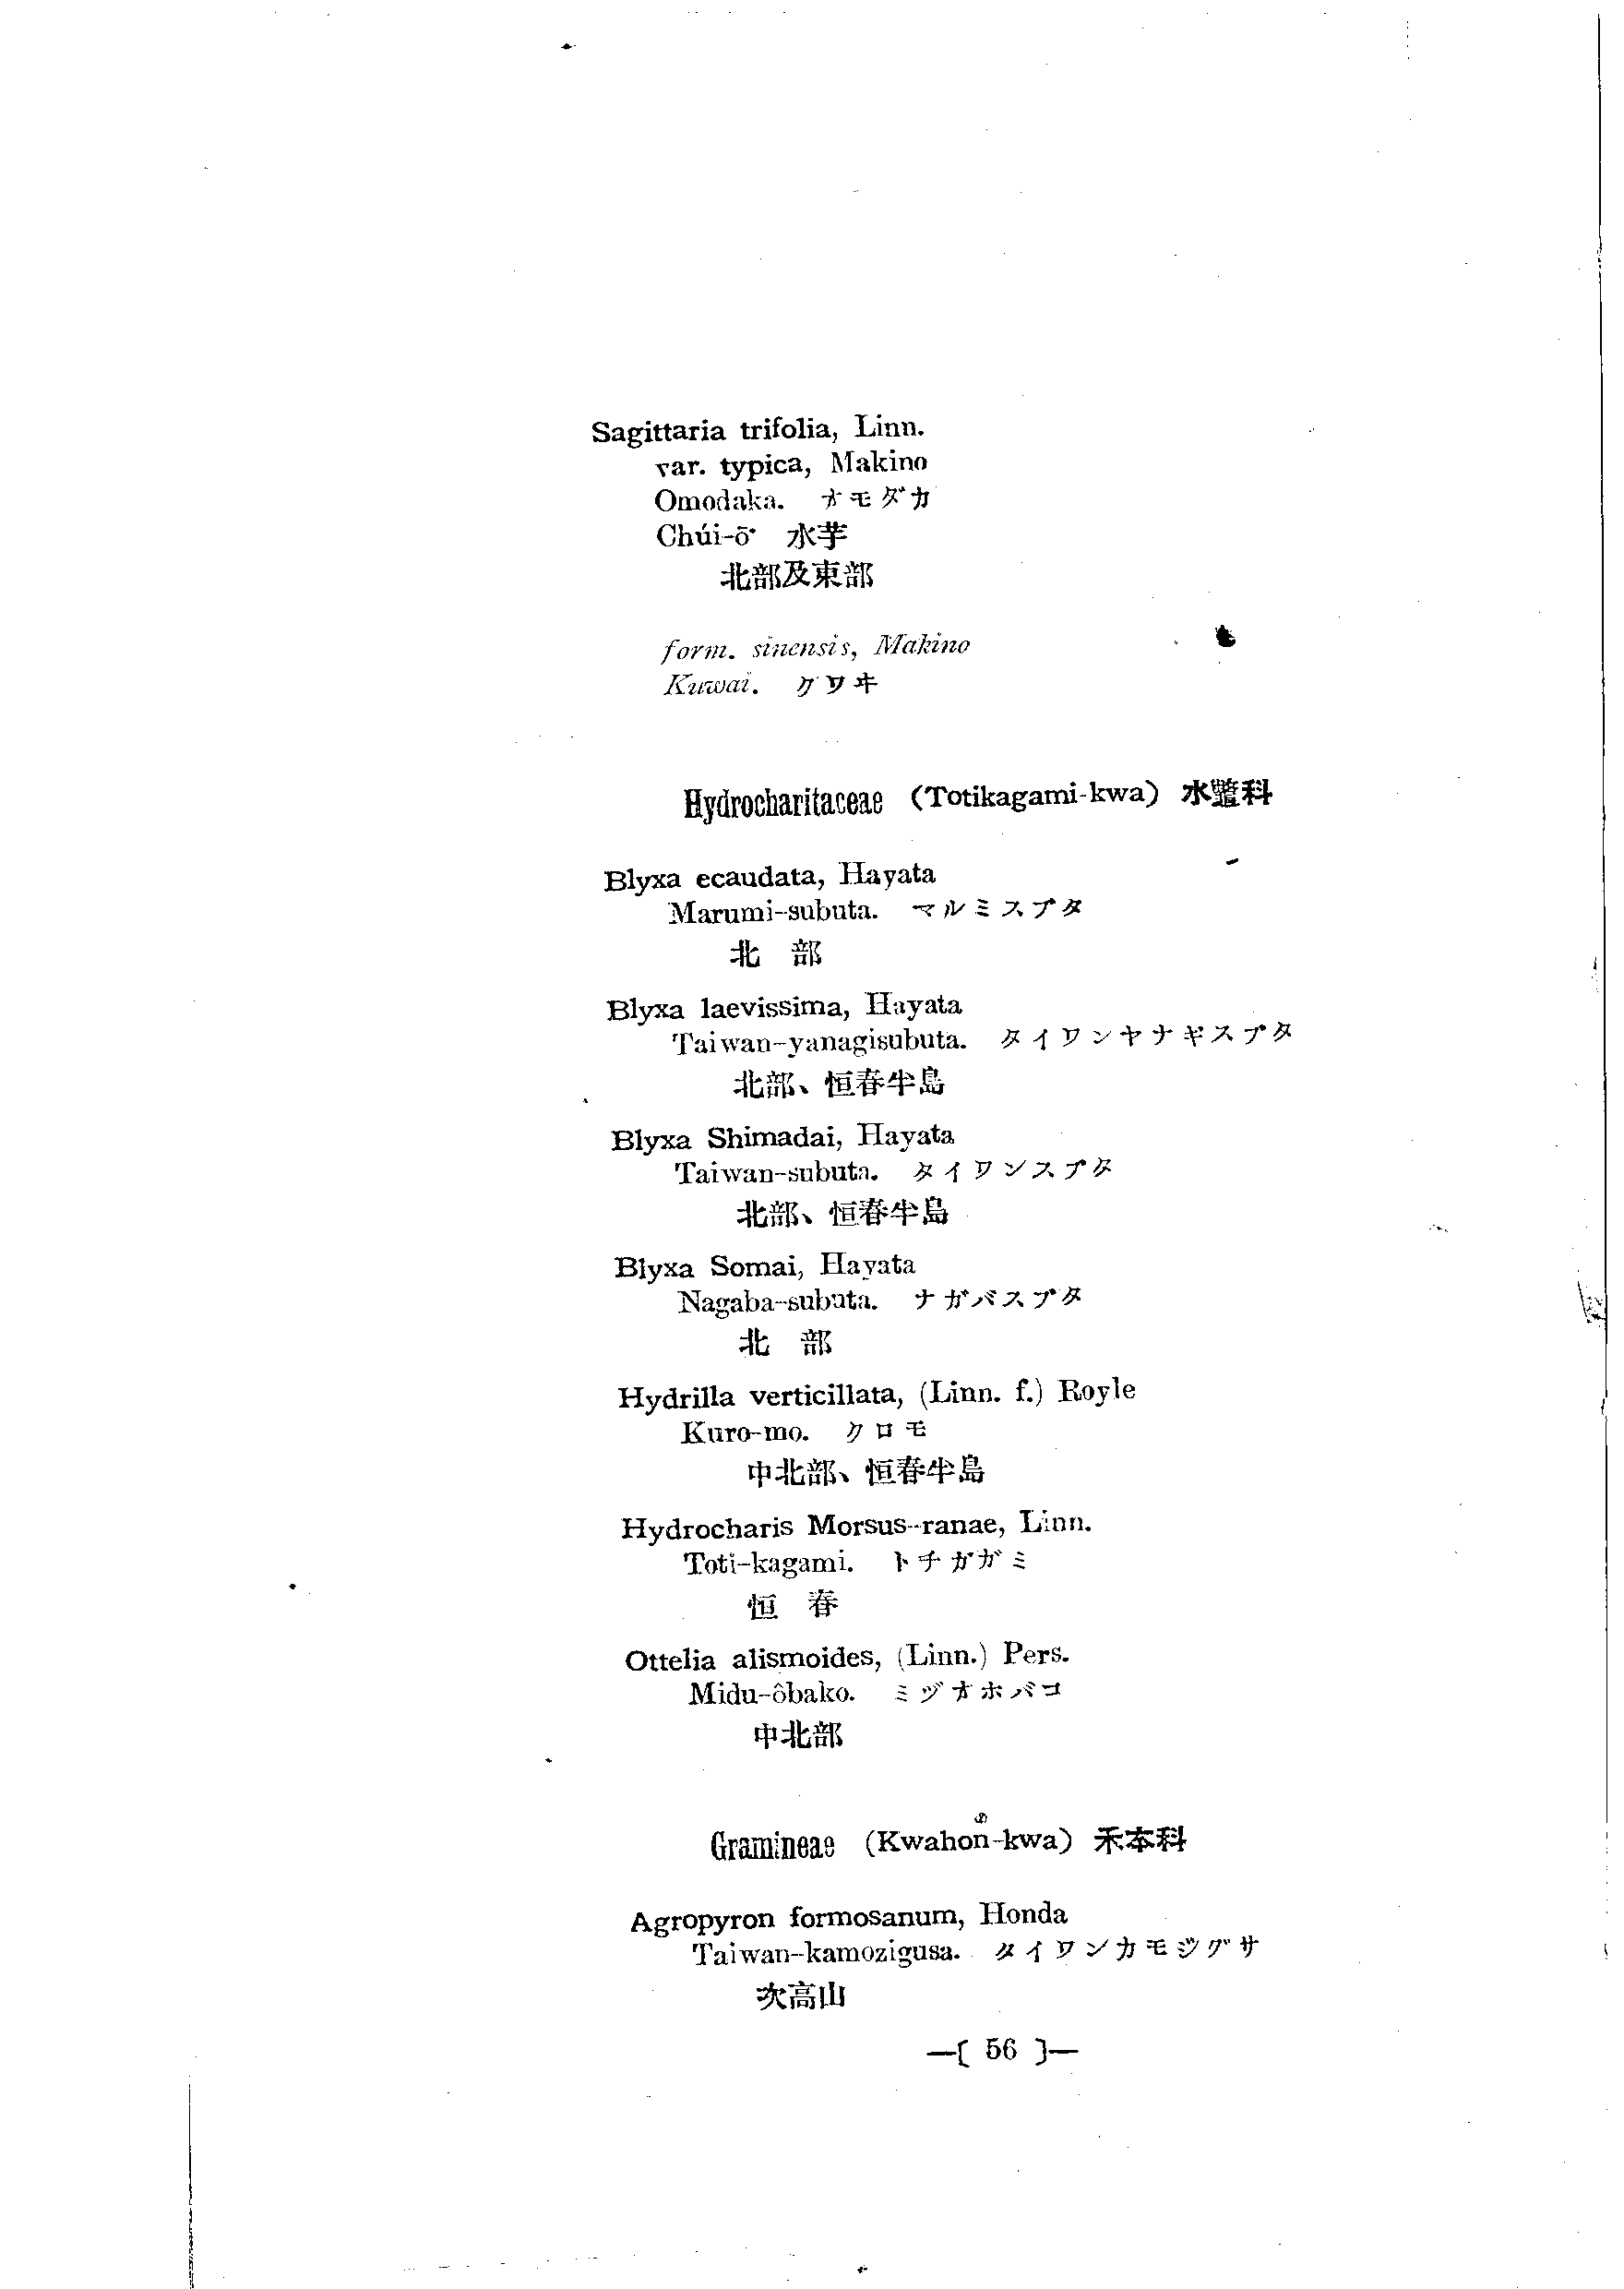 Sagittaria trifolia, Linn.
var. typica, Makino
Omodaka. オモダカ
Chúi-ō͘ 水芋
北部及東部
form. sinensis, Makino
Kuwai. クワヰ
Hydrocharitaceae (Totikagami-kwa) 水鼈科
Blyxa ecaudata, Hayata
Marumi-subuta. マルミスブタ
北 部
Blyxa laevissima, Hayata
Taiwan-yanagisubuta. タイワンヤナギスブタ
北部、恒春半島
Blyxa Shimadai, Hayata
Taiwan-subuta. タイワンスブタ
北部、恒春半島
Blyxa Somai, Hayata
Nagaba-subuta. ナガバスブタ
北 部
Hydrilla verticillata, (Linn. f.) Royle
Kuro-mo. クロモ
中北部、恒春半島
Hydrocharis Morsus-ranae, Linn.
Toti-kagami. トチカガミ
恒 春
Ottelia alismoides, (Linn.) Pers.
Midu-ôbako. ミヅオホバコ
中北部
Gramineae (Kwahon-kwa) 禾本科
Agropyron formosanum, Honda
Taiwan-kamozigusa. タイワンカモジグサ
次高山
—[ 56 ]—